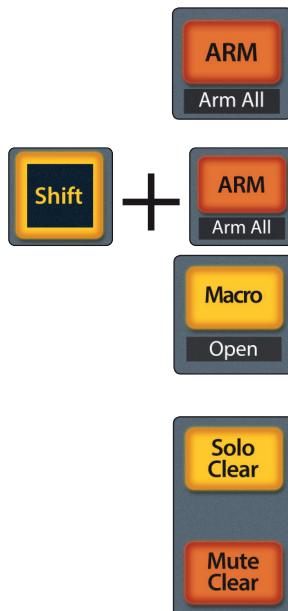 ARM
Arm All
Shift
+
ARM
Arm All
Macro
Open
Solo
Clear
Mute
Clear